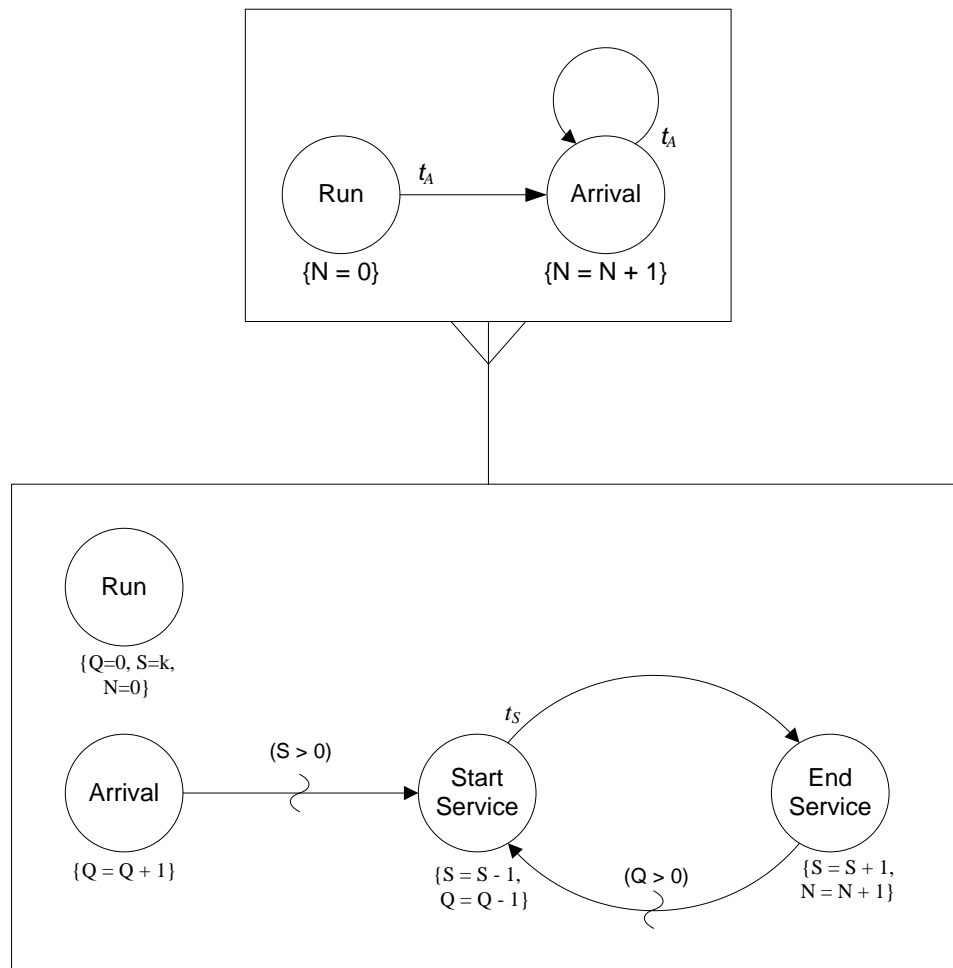 t_A
t_A
Run
Arrival
{N = 0}
{N = N + 1}
Run
{Q=0, S=k,
N=0}
t_S
(S > 0)
Arrival
Start
Service
End
Service
{Q = Q + 1}
{S = S - 1,
Q = Q - 1}
(Q > 0)
{S = S + 1,
N = N + 1}